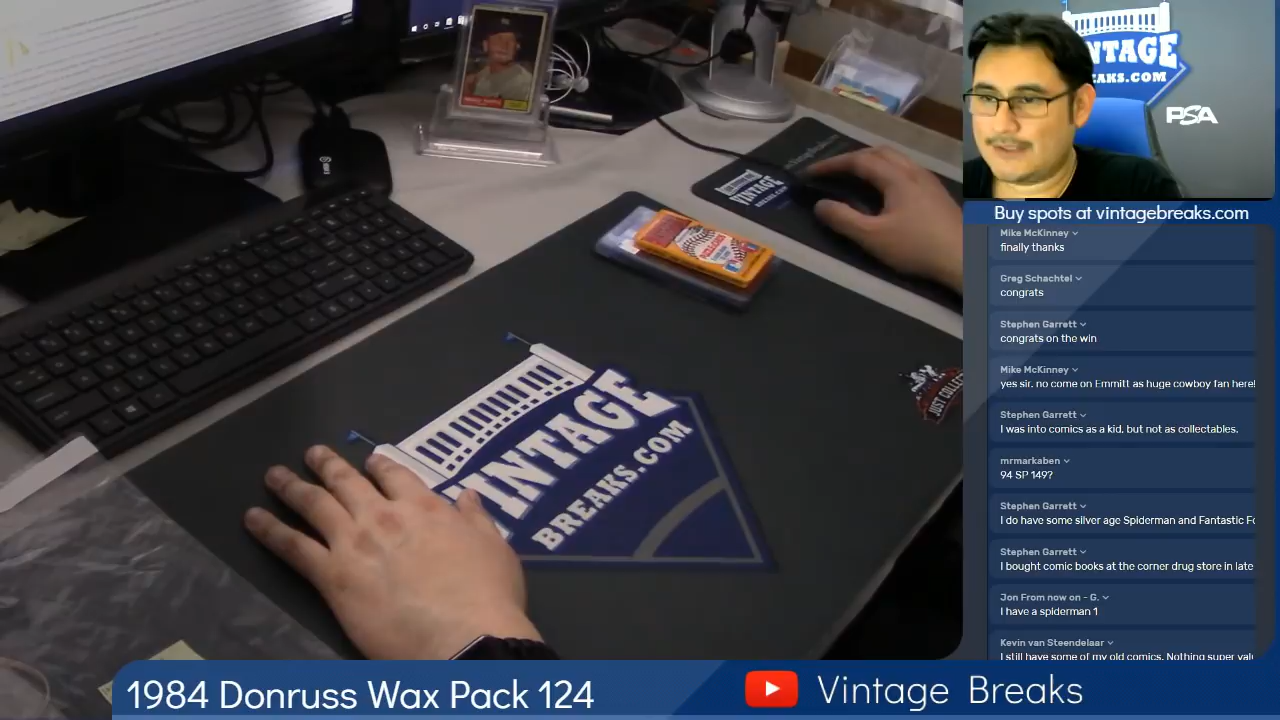 NTAGE
BREAKS.COM
PSA
Buy spots at vintagebreaks.com
Mike McKinney
finally thanks
Greg Schachtel
congrats
Stephen Garrett
congrats on the win
Mike McKinney
yes sir. no come on Emmitt as huge cowboy fan here!
Stephen Garrett
I was into comics as a kid, but not as collectables.
mrmarkaben
94 SP 149?
Stephen Garrett
I do have some silver age Spiderman and Fantastic Fo
Stephen Garrett
I bought comic books at the corner drug store in late
Jon From now on - G.
I have a spiderman 1
Kevin van Steendelaar
I still have some of my old comics. Nothing super val
VINTAGE
VINTAGE
BREAKS.COM
JUST COLLECT
1984 Donruss Wax Pack 124
Vintage Breaks